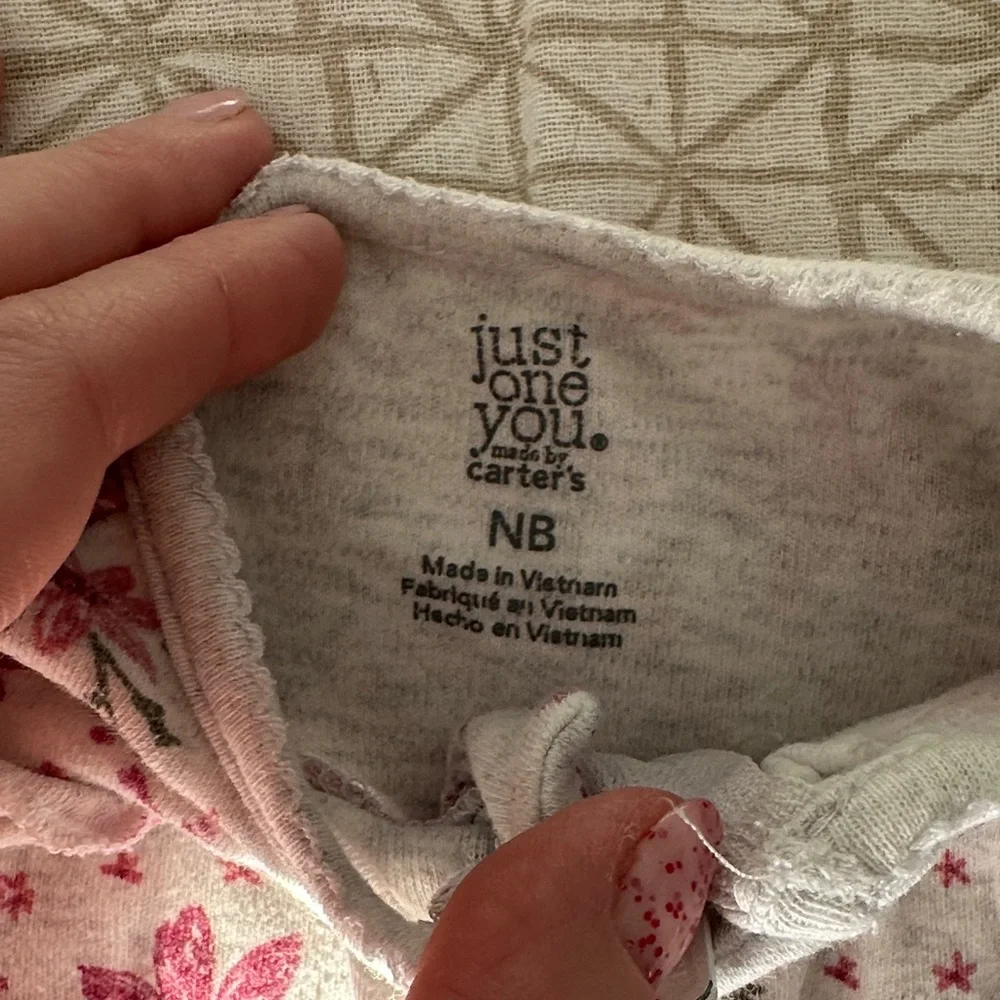 just
one
you.
made by
carter's
NB
Made in Vietnam
Fabriqué au Vietnam
Hecho en Vietnam